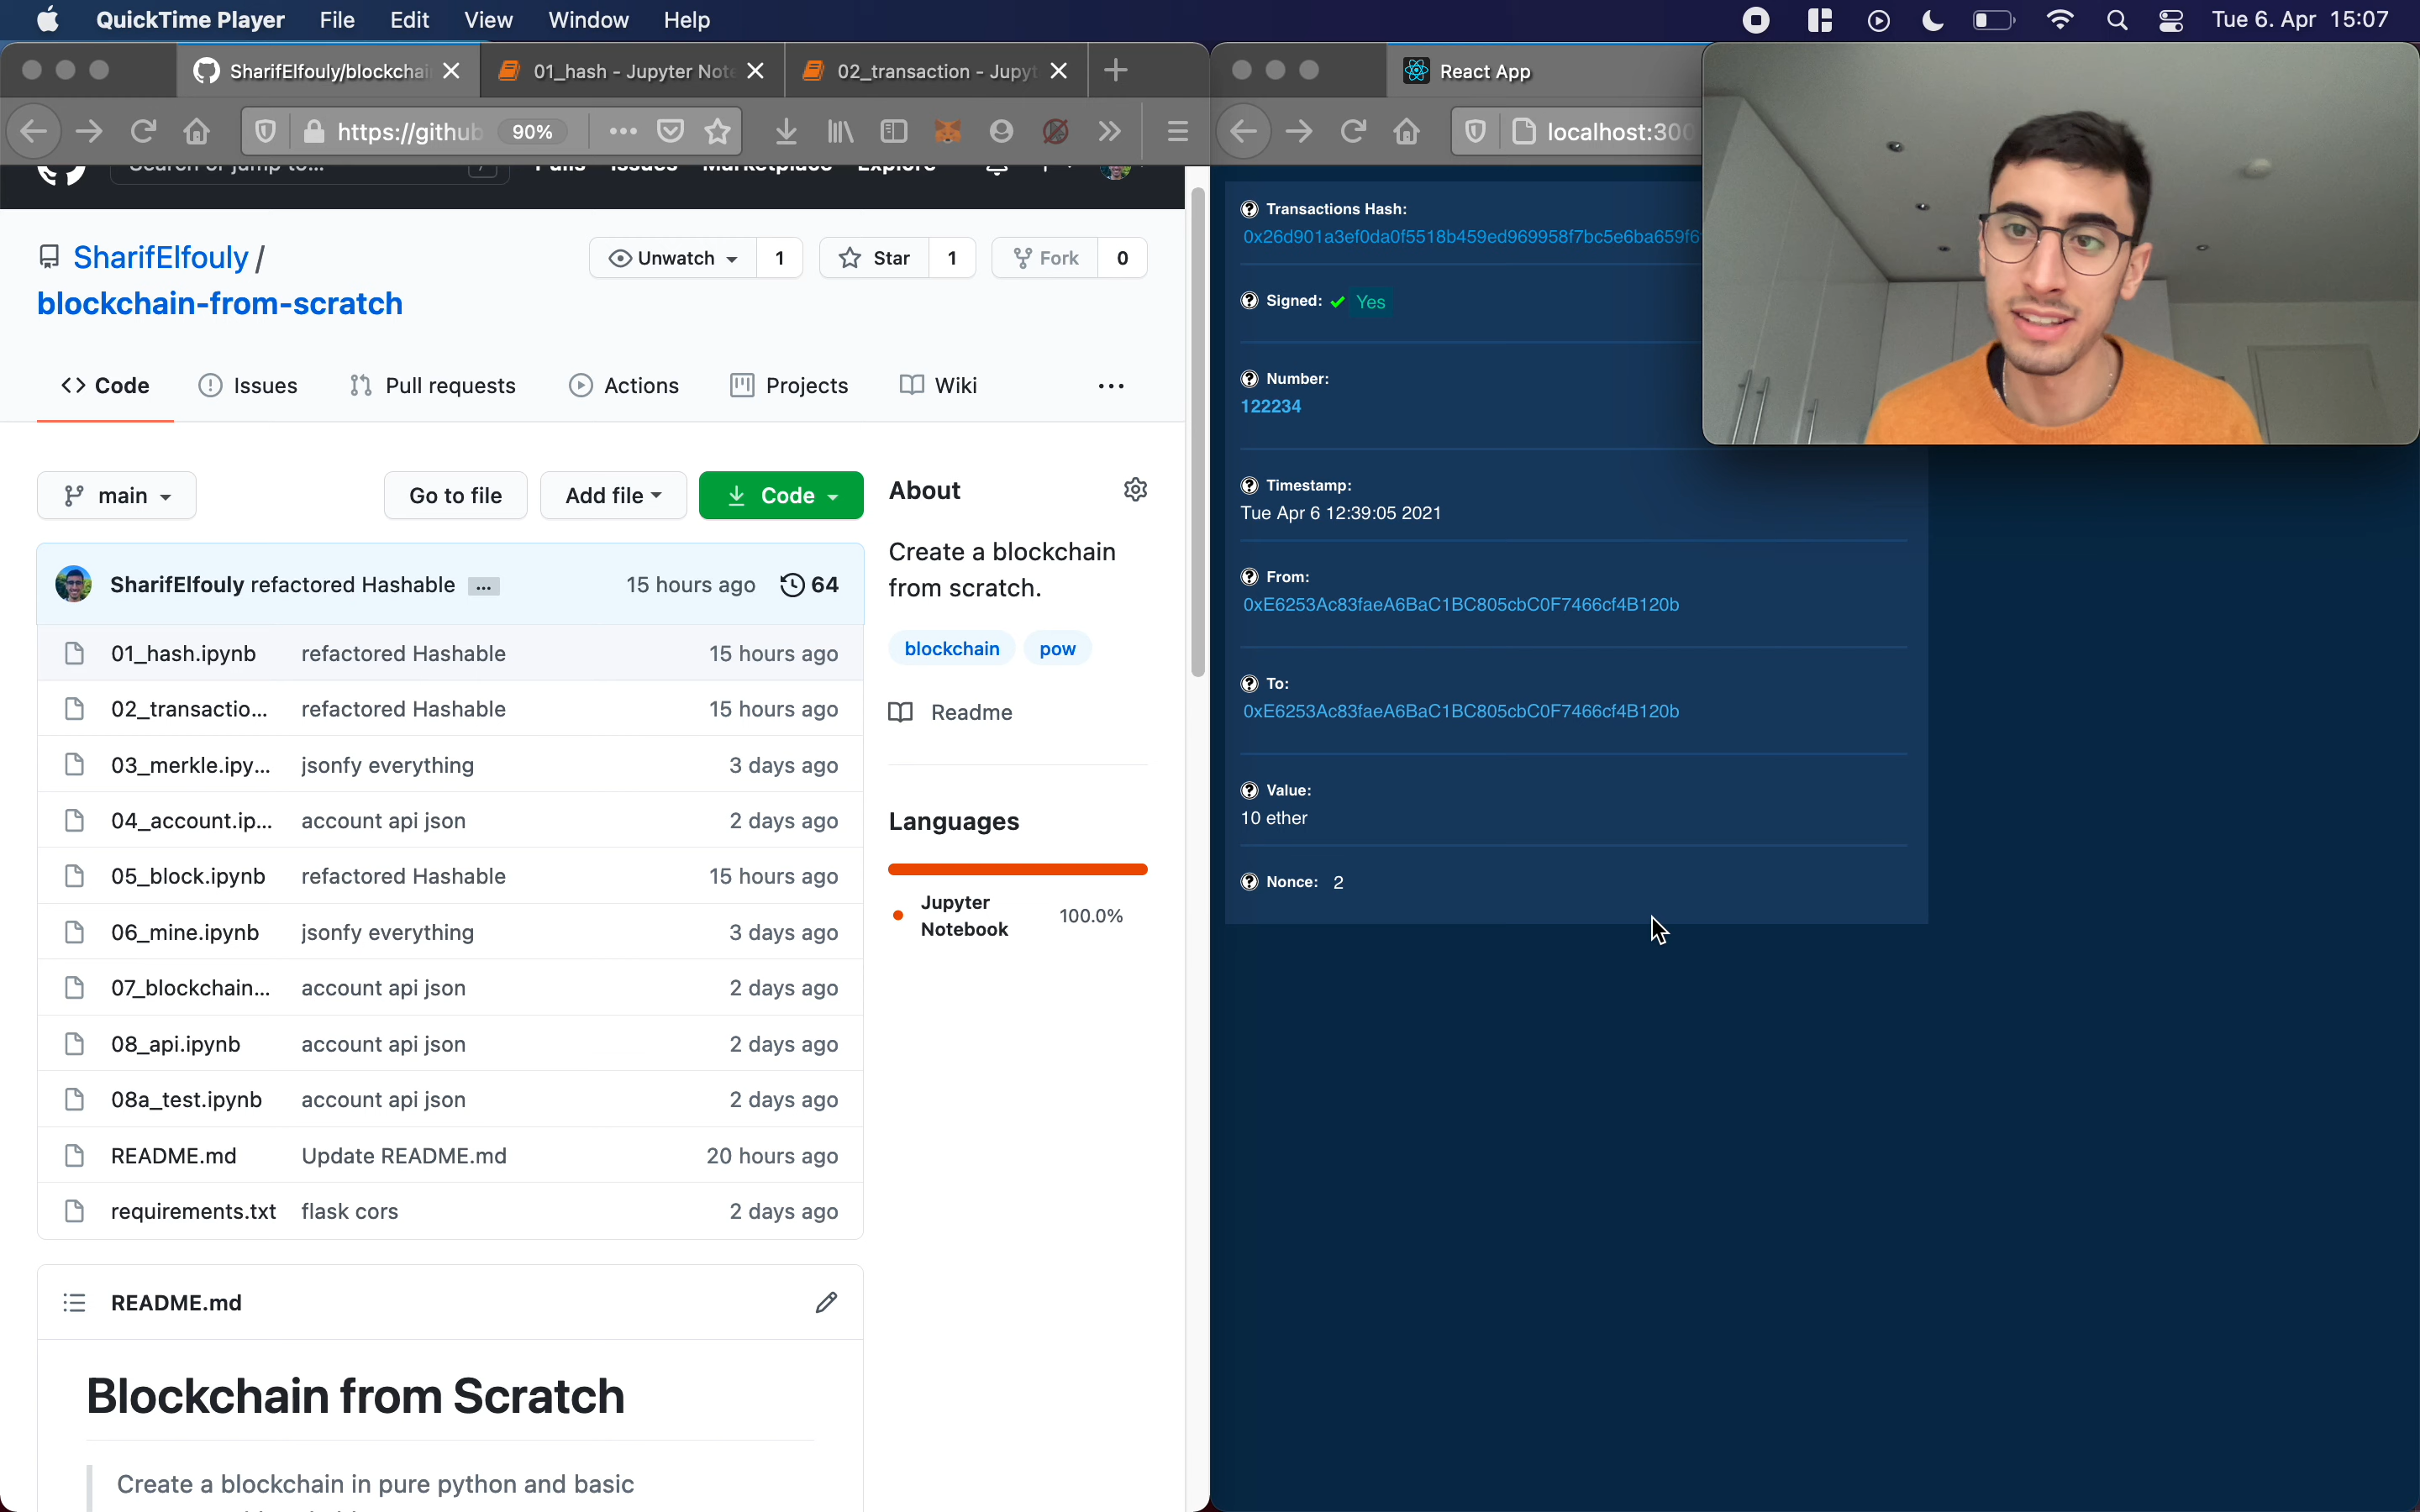 QuickTime Player File Edit View Window Help Tue 6. Apr 15:07
SharifElfouly/blockchai 01_hash - Jupyter Not 02_transaction - Jupyt
https://github 90%
SharifElfouly /
blockchain-from-scratch
Unwatch 1 Star 1 Fork 0
Code Issues Pull requests Actions Projects Wiki
main Go to file Add file Code
SharifElfouly refactored Hashable ... 15 hours ago 64
01_hash.ipynb refactored Hashable 15 hours ago
02_transactio... refactored Hashable 15 hours ago
03_merkle.ipy... jsonfy everything 3 days ago
04_account.ip... account api json 2 days ago
05_block.ipynb refactored Hashable 15 hours ago
06_mine.ipynb jsonfy everything 3 days ago
07_blockchain... account api json 2 days ago
08_api.ipynb account api json 2 days ago
08a_test.ipynb account api json 2 days ago
README.md Update README.md 20 hours ago
requirements.txt flask cors 2 days ago
README.md
Blockchain from Scratch
Create a blockchain in pure python and basic
About
Create a blockchain
from scratch.
blockchain pow
Readme
Languages
Jupyter
Notebook 100.0%
React App
localhost:300
Transactions Hash:
0x26d901a3ef0da0f5518b459ed969958f7bc5e6ba659f6
Signed: Yes
Number:
122234
Timestamp:
Tue Apr 6 12:39:05 2021
From:
0xE6253Ac83faeA6BaC1BC805cbC0F7466cf4B120b
To:
0xE6253Ac83faeA6BaC1BC805cbC0F7466cf4B120b
Value:
10 ether
Nonce: 2